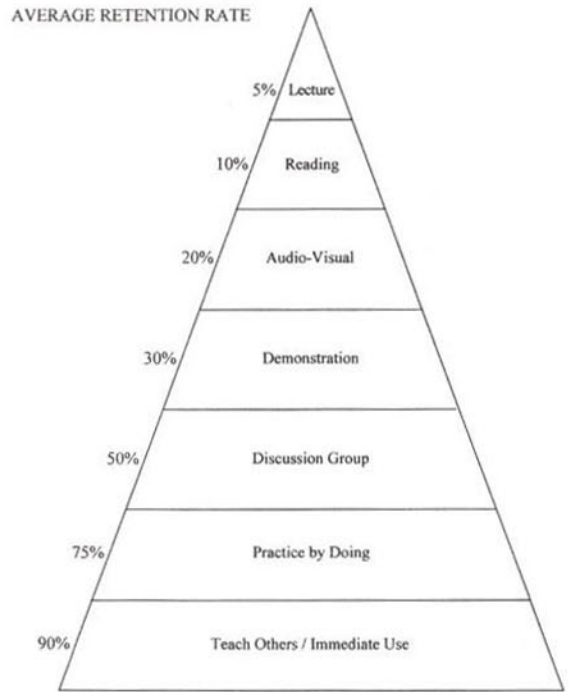 AVERAGE RETENTION RATE
5% Lecture
10% Reading
20% Audio-Visual
30% Demonstration
50% Discussion Group
75% Practice by Doing
90% Teach Others / Immediate Use